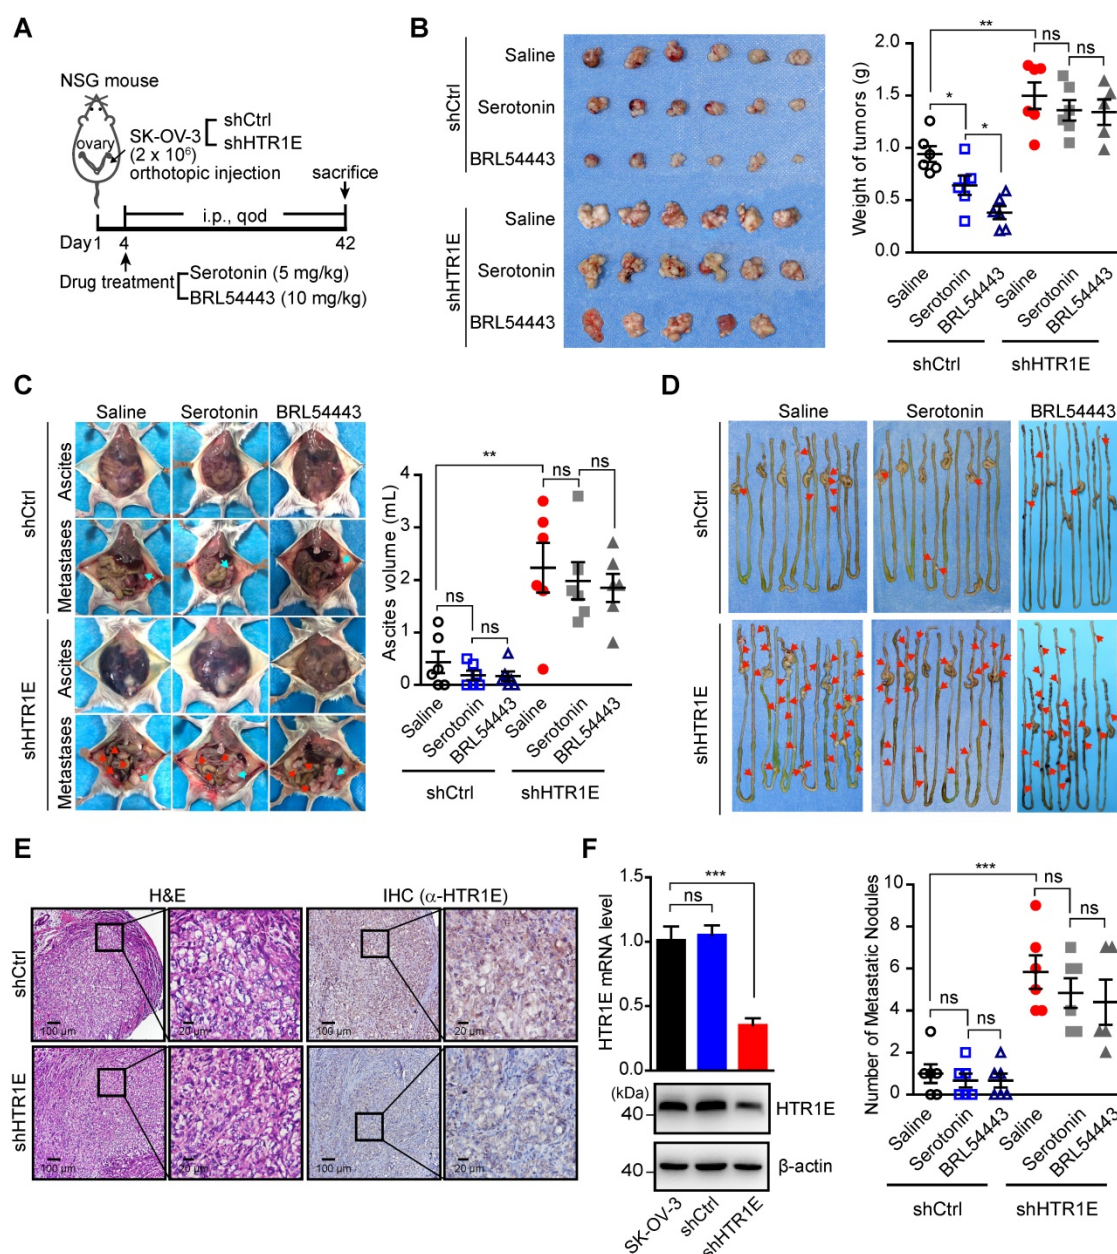 A
NSG mouse
ovary
SK-OV-3
(2 x 10⁶)
orthotopic injection
shCtrl
shHTR1E
sacrifice
i.p., qod
Day1
4
42
Drug treatment
Serotonin (5 mg/kg)
BRL54443 (10 mg/kg)
B
shCtrl
Saline
Serotonin
BRL54443
shHTR1E
Saline
Serotonin
BRL54443
Weight of tumors (g)
2.0
1.5
1.0
0.5
0.0
**
ns
ns
*
*
Saline
Serotonin
BRL54443
Saline
Serotonin
BRL54443
shCtrl
shHTR1E
C
Saline
Serotonin
BRL54443
shCtrl
Ascites
Metastases
shHTR1E
Ascites
Metastases
Ascites volume (mL)
4
3
2
1
0
**
ns
ns
ns
ns
Saline
Serotonin
BRL54443
Saline
Serotonin
BRL54443
shCtrl
shHTR1E
D
Saline
Serotonin
BRL54443
shCtrl
shHTR1E
Number of Metastatic Nodules
10
8
6
4
2
0
***
ns
ns
ns
ns
Saline
Serotonin
BRL54443
Saline
Serotonin
BRL54443
shCtrl
shHTR1E
E
H&E
IHC (α-HTR1E)
shCtrl
100 µm
20 µm
100 µm
20 µm
shHTR1E
100 µm
20 µm
100 µm
20 µm
F
HTR1E mRNA level
1.5
1.0
0.5
0.0
***
ns
(kDa)
40
HTR1E
40
β-actin
SK-OV-3
shCtrl
shHTR1E